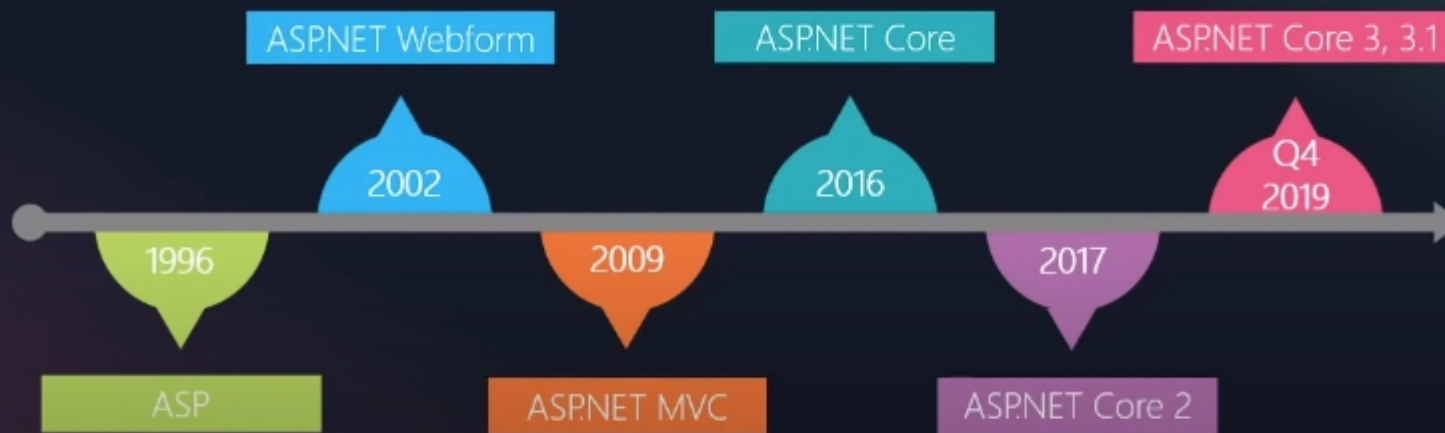 ASP.NET Webform
ASP.NET Core
ASP.NET Core 3, 3.1
2002
2016
Q4
2019
1996
2009
2017
ASP
ASP.NET MVC
ASP.NET Core 2